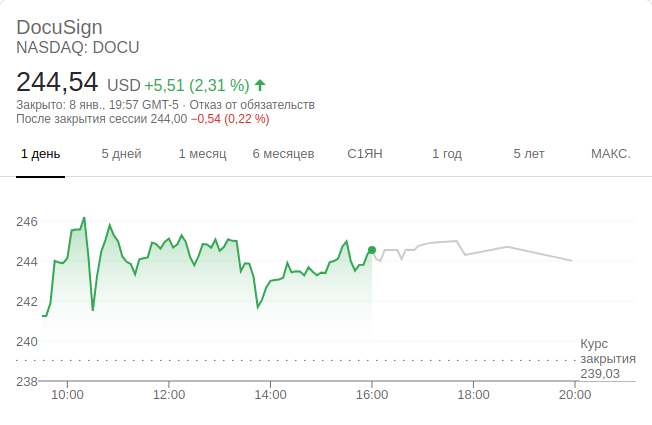 DocuSign
NASDAQ: DOCU
244,54 USD +5,51 (2,31 %) ↑
Закрыто: 8 янв., 19:57 GMT-5 · Отказ от обязательств
После закрытия сессии 244,00 −0,54 (0,22 %)
1 день 5 дней 1 месяц 6 месяцев С1ЯН 1 год 5 лет МАКС.
246
244
242
240
Курс
закрытия
239,03
238
10:00 12:00 14:00 16:00 18:00 20:00